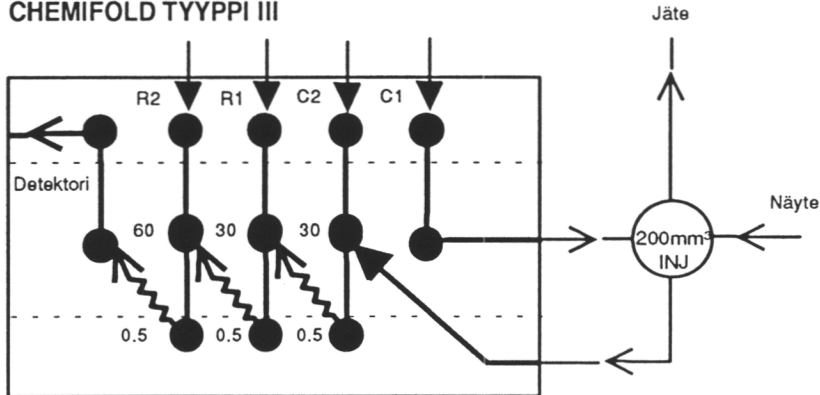 CHEMIFOLD TYYPPI III
Jäte
R2 R1 C2 C1
Detektori
Näyte
60 30 30
200mm³
INJ
0.5 0.5 0.5